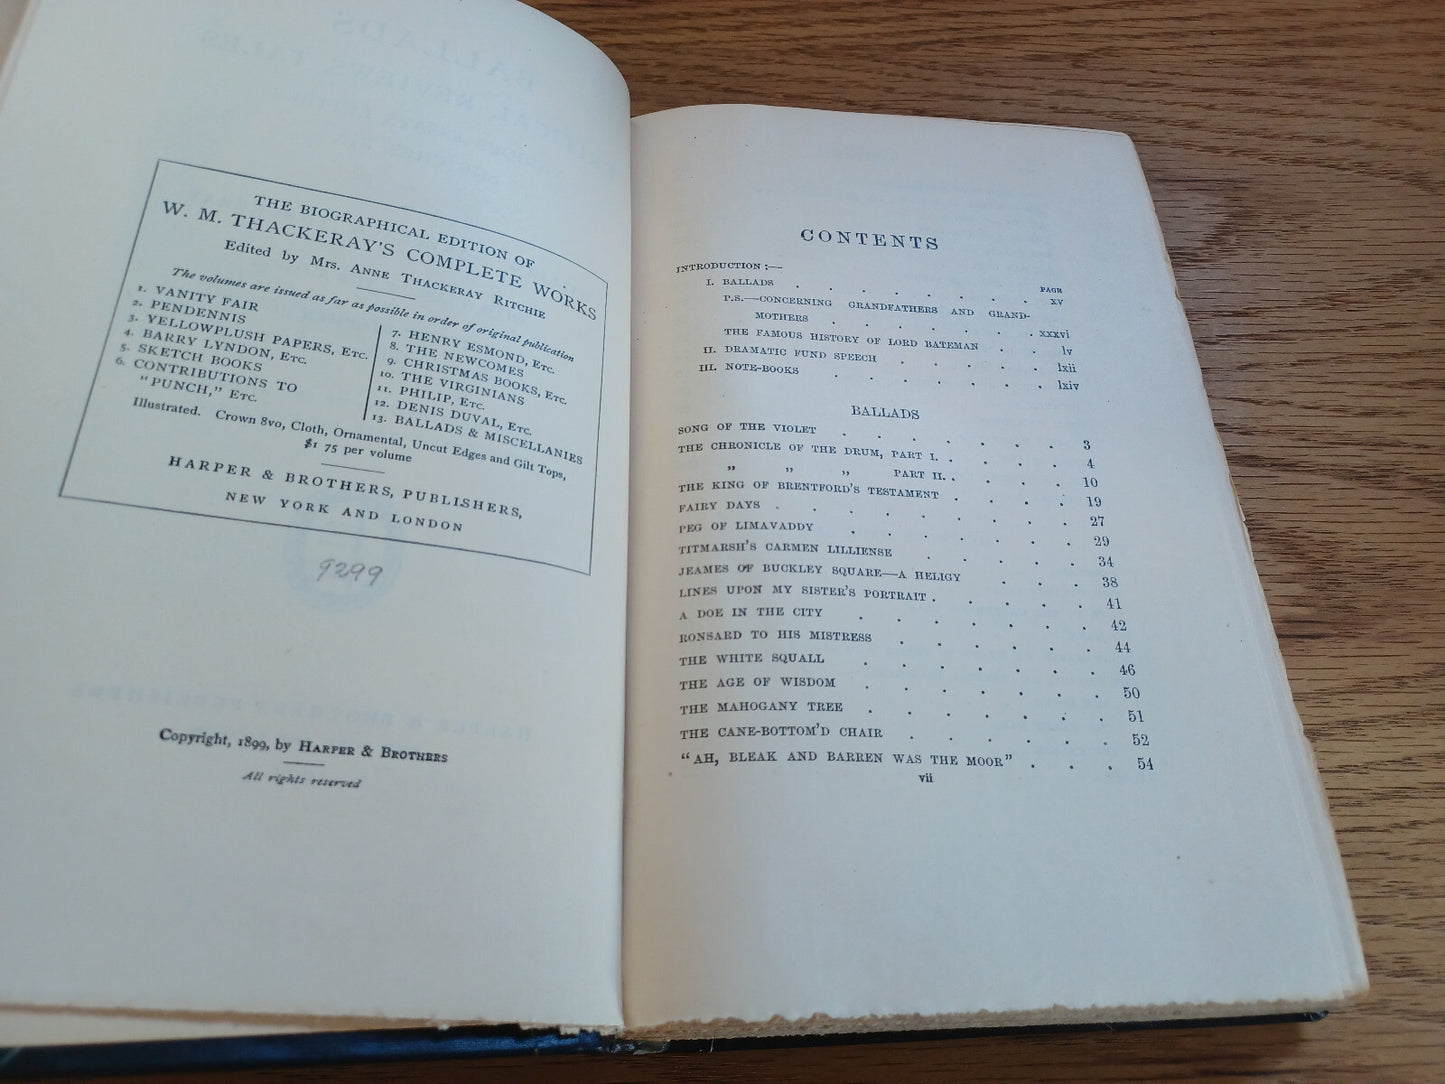 THE BIOGRAPHICAL EDITION OF
W. M. THACKERAY'S COMPLETE WORKS
Edited by Mrs. ANNE THACKERAY RITCHIE
The volumes are issued as far as possible in order of original publication
1. VANITY FAIR
2. PENDENNIS
3. YELLOWPLUSH PAPERS, ETC.
4. BARRY LYNDON, ETC.
5. SKETCH BOOKS
6. CONTRIBUTIONS TO
"PUNCH," ETC.
7. HENRY ESMOND, ETC.
8. THE NEWCOMES
9. CHRISTMAS BOOKS, ETC.
10. THE VIRGINIANS
11. PHILIP, ETC.
12. DENIS DUVAL, ETC.
13. BALLADS & MISCELLANIES
Illustrated. Crown 8vo, Cloth, Ornamental, Uncut Edges and Gilt Tops,
$1 75 per volume
HARPER & BROTHERS, PUBLISHERS,
NEW YORK AND LONDON
9299
Copyright, 1899, by HARPER & BROTHERS
All rights reserved
CONTENTS
INTRODUCTION :—
PAGE
I. BALLADS . . . . . . . . xv
P.S.—CONCERNING GRANDFATHERS AND GRAND-
MOTHERS . . . . . . . xxxvi
THE FAMOUS HISTORY OF LORD BATEMAN . . lv
II. DRAMATIC FUND SPEECH . . . . . lxii
III. NOTE-BOOKS . . . . . . . lxiv
BALLADS
SONG OF THE VIOLET . . . . . . . 3
THE CHRONICLE OF THE DRUM, PART I. . . . . 4
" " " PART II. . . . . 10
THE KING OF BRENTFORD'S TESTAMENT . . . . 19
FAIRY DAYS . . . . . . . . . 27
PEG OF LIMAVADDY . . . . . . . 29
TITMARSH'S CARMEN LILLIENSE . . . . . 34
JEAMES OF BUCKLEY SQUARE—A HELIGY . . . 38
LINES UPON MY SISTER'S PORTRAIT . . . . . 41
A DOE IN THE CITY . . . . . . . 42
RONSARD TO HIS MISTRESS . . . . . . 44
THE WHITE SQUALL . . . . . . . 46
THE AGE OF WISDOM . . . . . . . 50
THE MAHOGANY TREE . . . . . . . 51
THE CANE-BOTTOM'D CHAIR . . . . . . 52
"AH, BLEAK AND BARREN WAS THE MOOR" . . . 54
vii